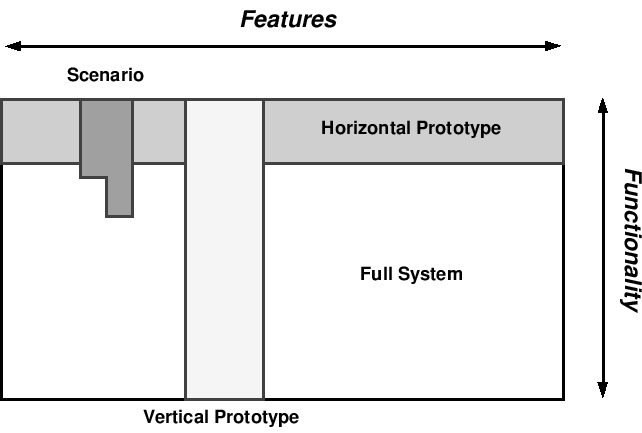 Features
Scenario
Horizontal Prototype
Functionality
Full System
Vertical Prototype